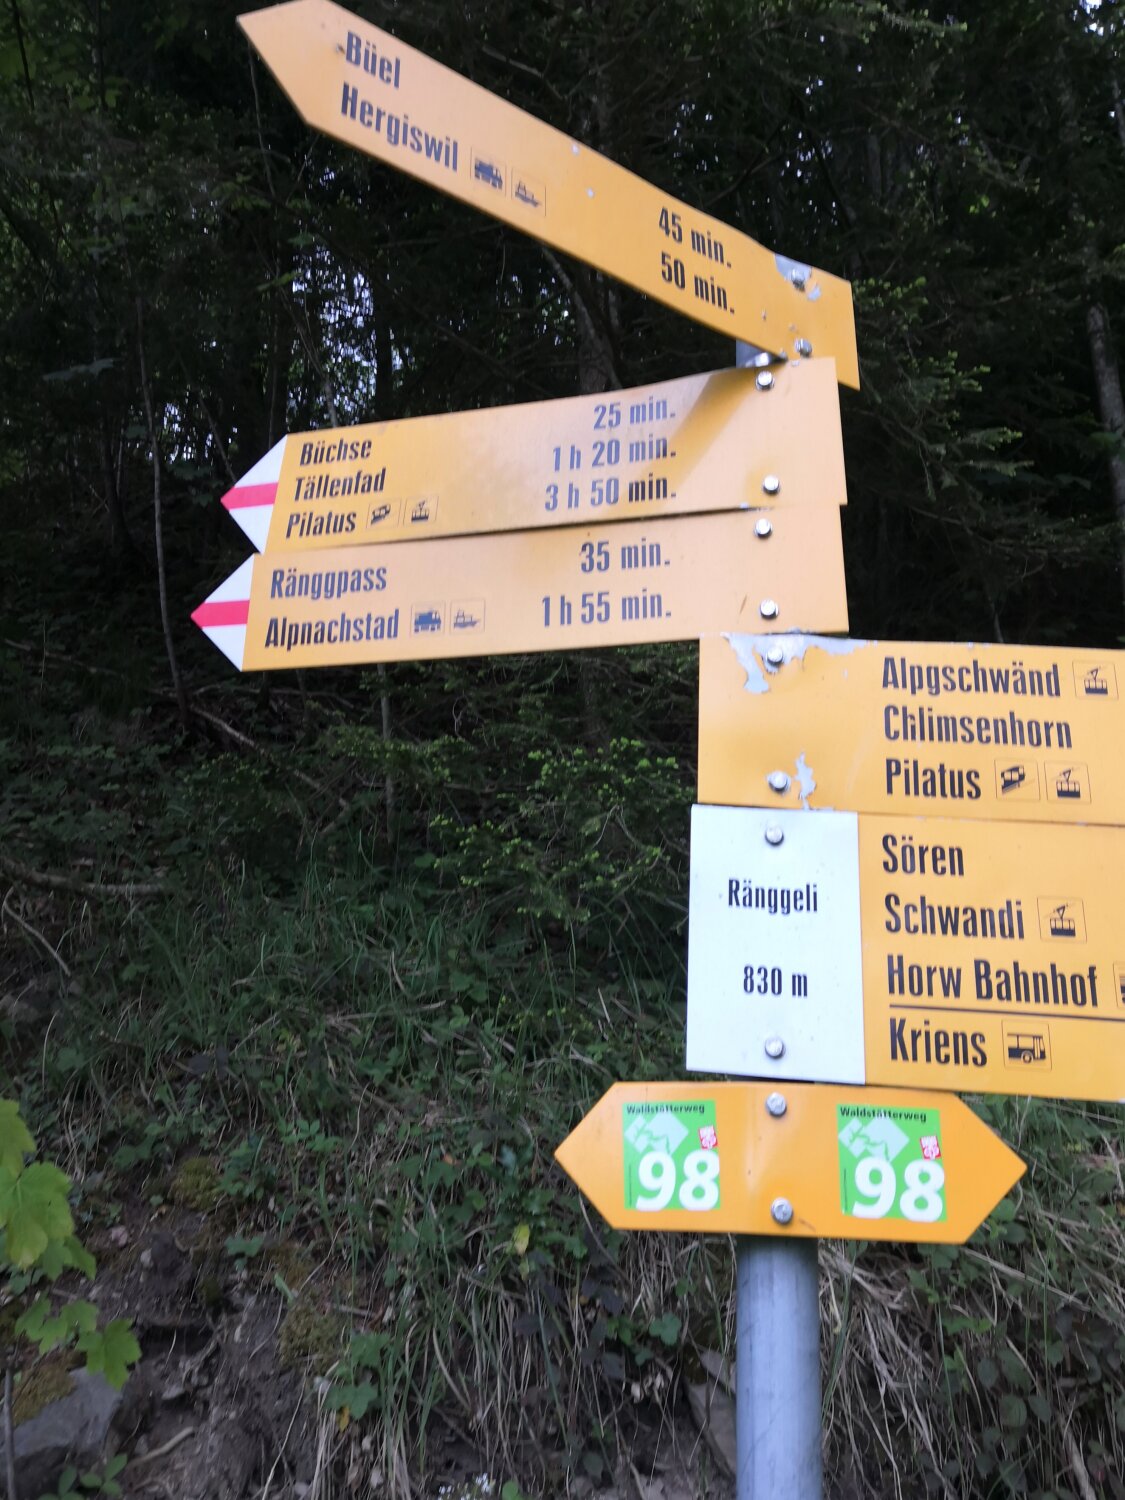 Büel
Hergiswil
45 min.
50 min.
Büchse 25 min.
Tällenfad 1 h 20 min.
Pilatus 3 h 50 min.
Ränggpass 35 min.
Alpnachstad 1 h 55 min.
Alpgschwänd
Chlimsenhorn
Pilatus
Ränggeli
830 m
Sören
Schwandi
Horw Bahnhof
Kriens
Waldstätterweg
98
Waldstätterweg
98